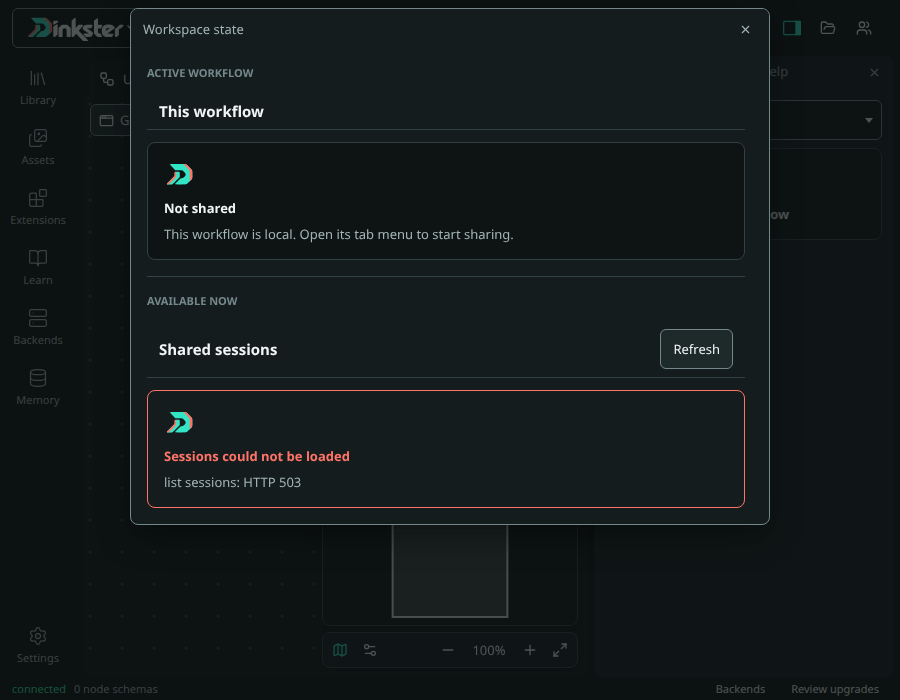 Dinkster
Workspace state
×
ACTIVE WORKFLOW
This workflow
Not shared
This workflow is local. Open its tab menu to start sharing.
AVAILABLE NOW
Shared sessions
Refresh
Sessions could not be loaded
list sessions: HTTP 503
Library
Assets
Extensions
Learn
Backends
Memory
Settings
100%
connected
0 node schemas
Backends
Review upgrades